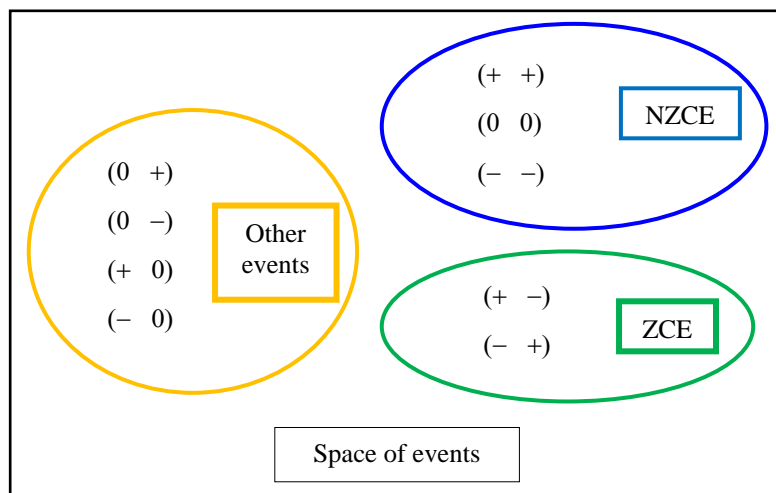 (0 +)
(0 −)
(+ 0)
(− 0)
Other
events
(+ +)
(0 0)
(− −)
NZCE
(+ −)
(− +)
ZCE
Space of events